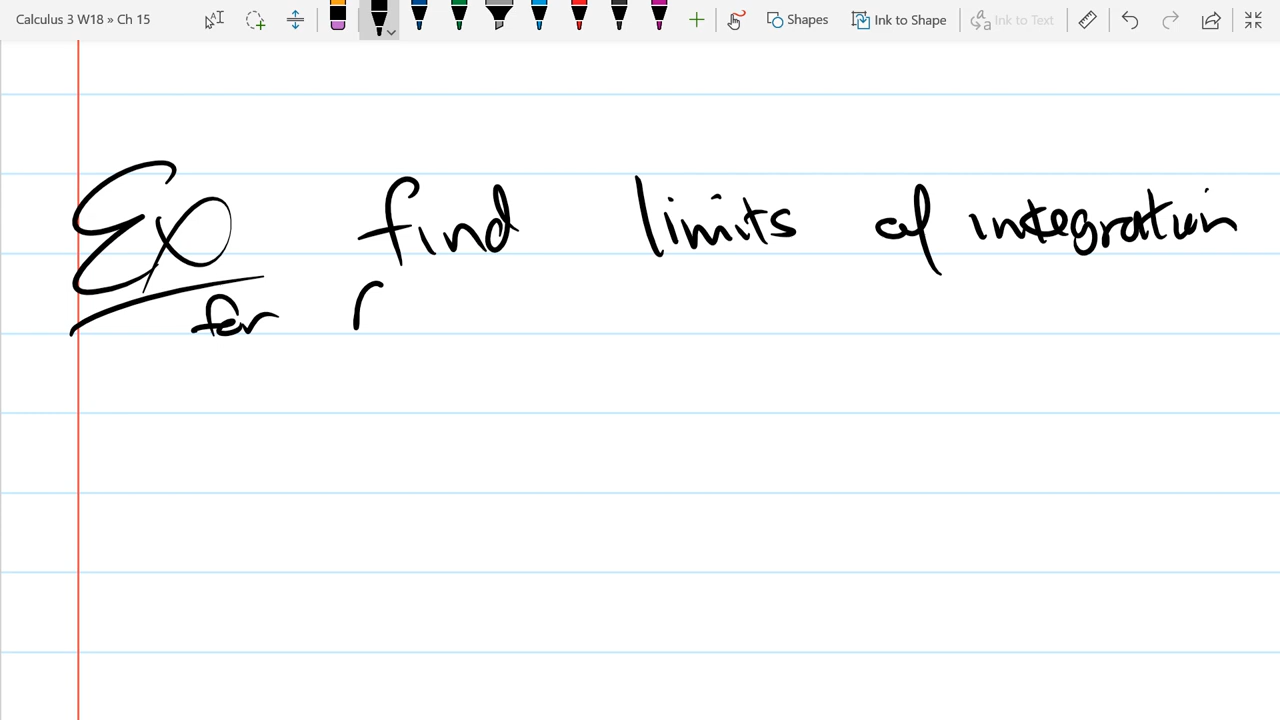 Calculus 3 W18 » Ch 15
Shapes
Ink to Shape
Ink to Text
Ex find limits of integration
for